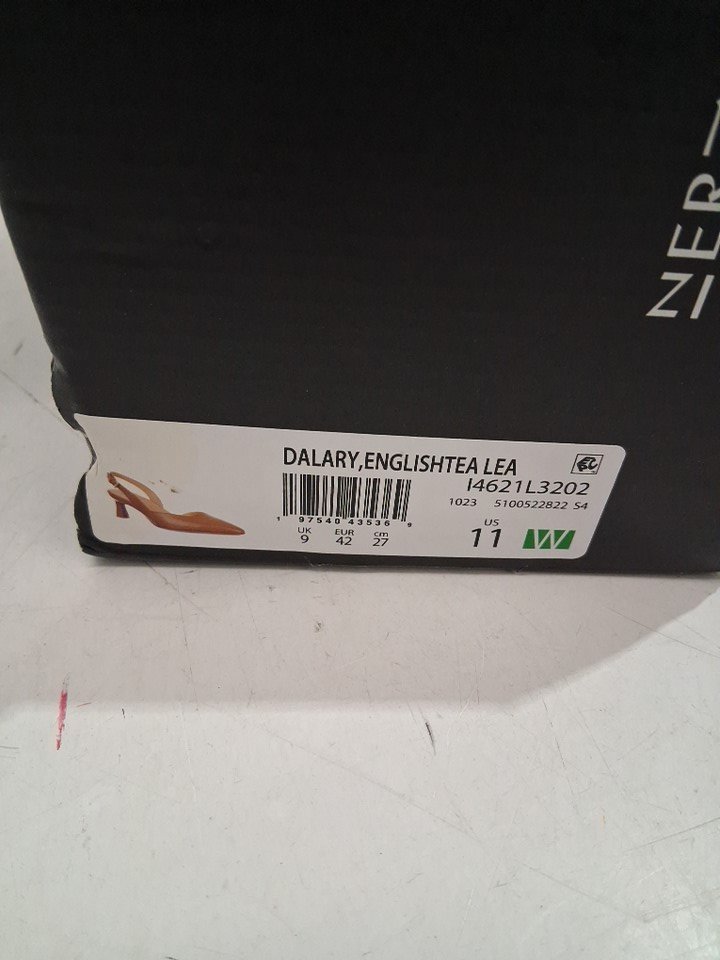 NER
DALARY,ENGLISHTEA LEA
I4621L3202
1023 5100522822 S4
1 97540 43536 9
UK EUR cm US
9 42 27 11 W